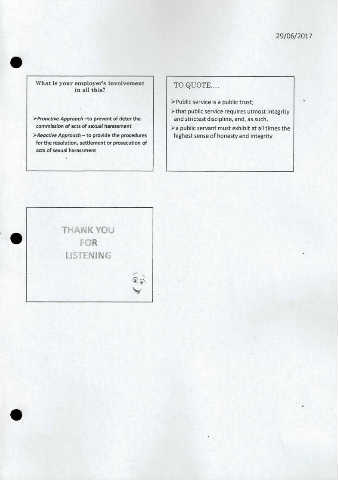 29/06/2017
What is your employer's involvement
in all this?
➢Proactive Approach –to prevent of deter the
commission of acts of sexual harassment
➢Reactive Approach – to provide the procedures
for the resolution, settlement or prosecution of
acts of sexual harassment
TO QUOTE....
➢Public service is a public trust;
➢that public service requires utmost integrity
and strictest discipline, and, as such,
➢a public servant must exhibit at all times the
highest sense of honesty and integrity
THANK YOU
FOR
LISTENING